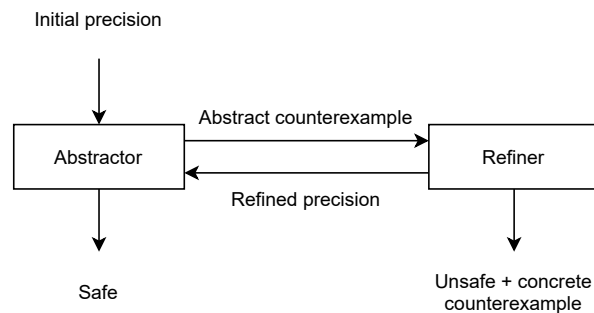 Initial precision
Abstract counterexample
Abstractor
Refiner
Refined precision
Safe
Unsafe + concrete
counterexample